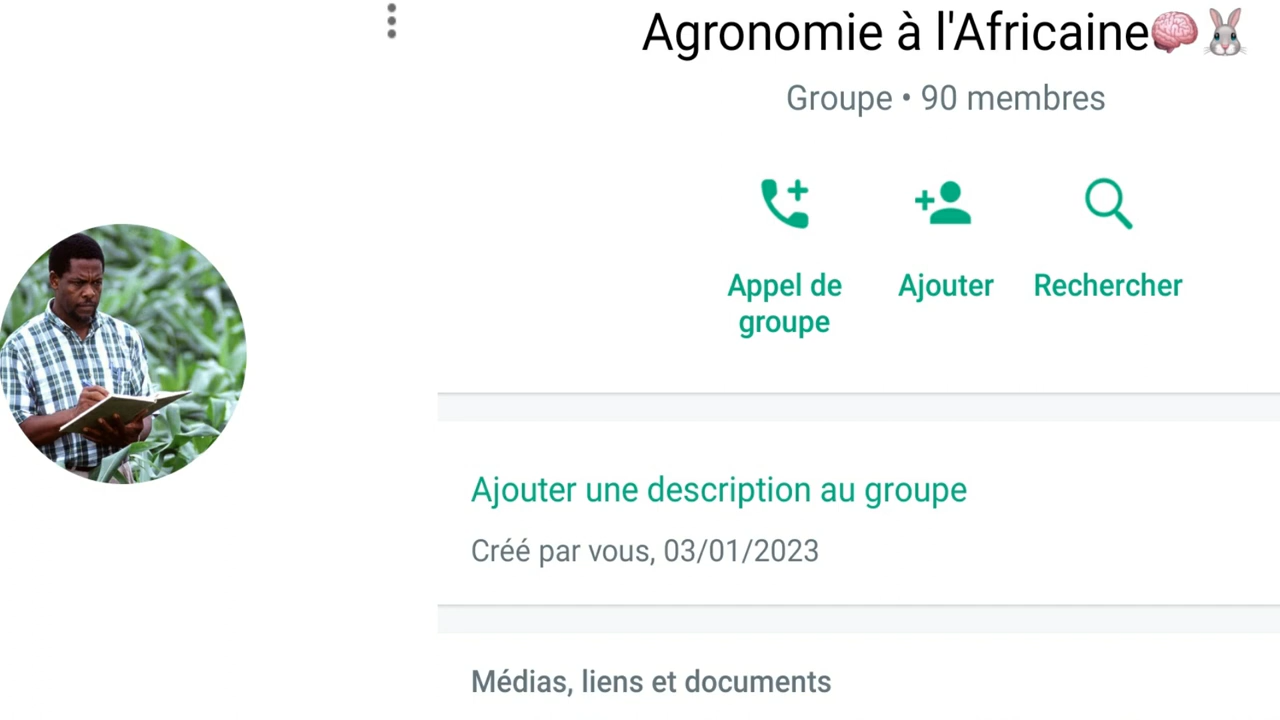 Agronomie à l'Africaine🧠🐰
Groupe • 90 membres
Appel de
groupe
Ajouter
Rechercher
Ajouter une description au groupe
Créé par vous, 03/01/2023
Médias, liens et documents